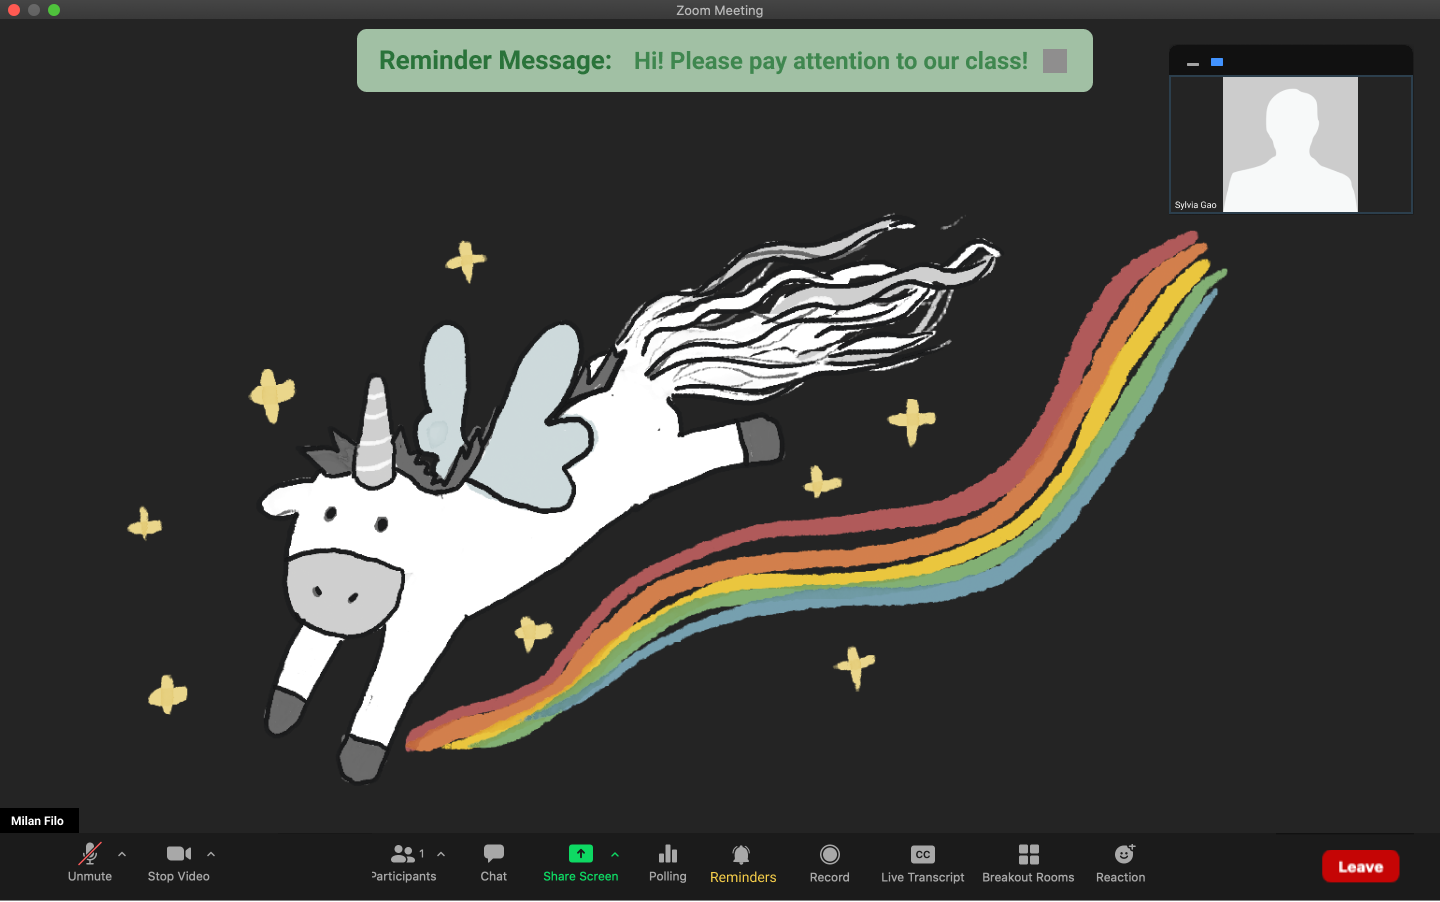 Zoom Meeting
Reminder Message: Hi! Please pay attention to our class!
Sylvia Gao
Milan Filo
Unmute
Stop Video
1
Participants
Chat
Share Screen
Polling
Reminders
Record
CC
Live Transcript
Breakout Rooms
Reaction
Leave